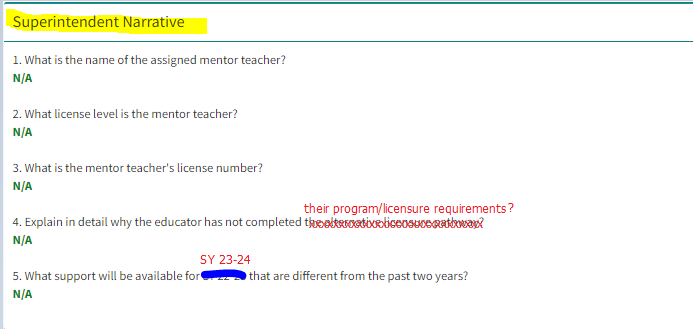 Superintendent Narrative
1. What is the name of the assigned mentor teacher?
N/A
2. What license level is the mentor teacher?
N/A
3. What is the mentor teacher's license number?
N/A
their program/licensure requirements?
4. Explain in detail why the educator has not completed the alternative licensure pathway?
N/A
SY 23-24
5. What support will be available for that are different from the past two years?
N/A